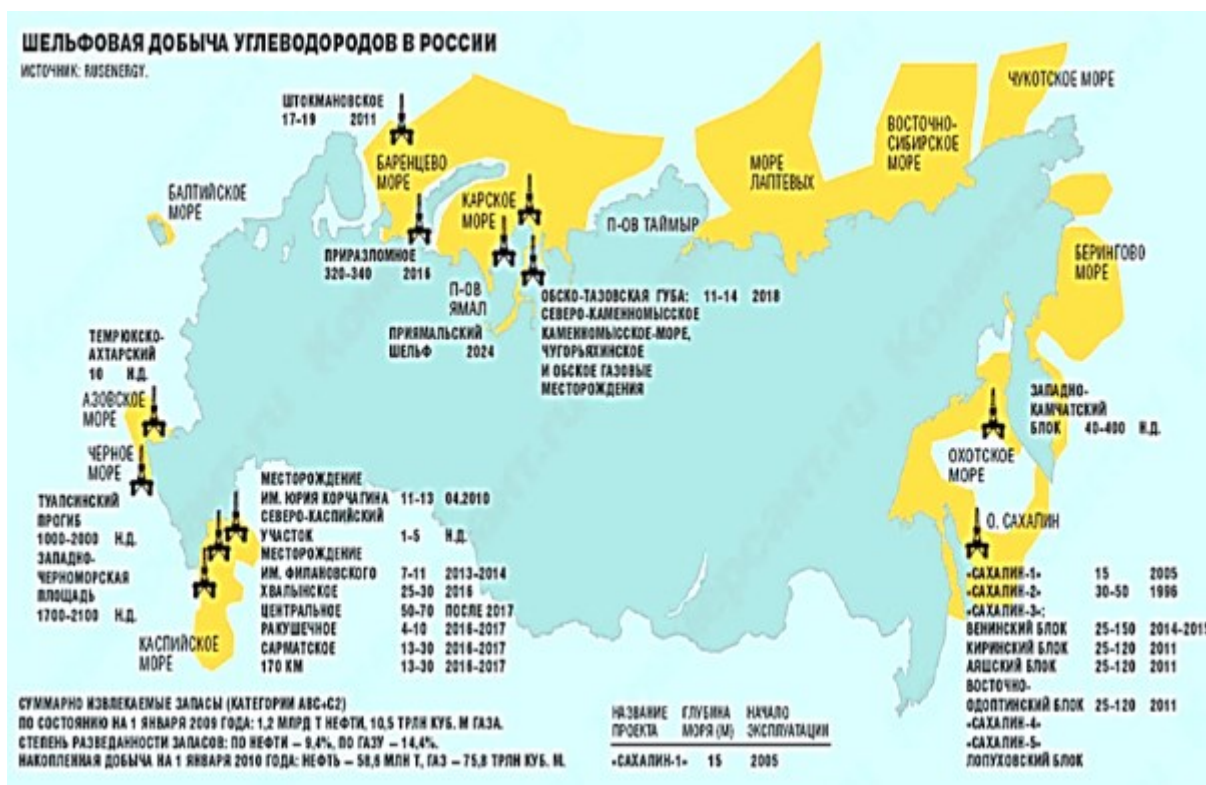 ШЕЛЬФОВАЯ ДОБЫЧА УГЛЕВОДОРОДОВ В РОССИИ
ИСТОЧНИК: RUSENERGY.
ШТОКМАНОВСКОЕ
17-19 2011
БАРЕНЦЕВО
МОРЕ
БАЛТИЙСКОЕ
МОРЕ
КАРСКОЕ
МОРЕ
П-ОВ ТАЙМЫР
МОРЕ
ЛАПТЕВЫХ
ВОСТОЧНО-
СИБИРСКОЕ
МОРЕ
ЧУКОТСКОЕ МОРЕ
БЕРИНГОВО
МОРЕ
ПРИРАЗЛОМНОЕ
320-340 2016
П-ОВ
ЯМАЛ
ПРИЯМАЛЬСКИЙ
ШЕЛЬФ 2024
ОБСКО-ТАЗОВСКАЯ ГУБА: 11-14 2018
СЕВЕРО-КАМЕННОМЫССКОЕ
КАМЕННОМЫССКОЕ-МОРЕ,
ЧУГОРЬЯХИНСКОЕ
И ОБСКОЕ ГАЗОВЫЕ
МЕСТОРОЖДЕНИЯ
ТЕМРЮКСКО-
АХТАРСКИЙ
10 Н.Д.
АЗОВСКОЕ
МОРЕ
ЧЕРНОЕ
МОРЕ
ТУАПСИНСКИЙ
ПРОГИБ
1000-2000 Н.Д.
ЗАПАДНО-
ЧЕРНОМОРСКАЯ
ПЛОЩАДЬ
1700-2100 Н.Д.
КАСПИЙСКОЕ
МОРЕ
МЕСТОРОЖДЕНИЕ
ИМ. ЮРИЯ КОРЧАГИНА 11-13 04.2010
СЕВЕРО-КАСПИЙСКИЙ
УЧАСТОК 1-5 Н.Д.
МЕСТОРОЖДЕНИЕ
ИМ. ФИЛАНОВСКОГО 7-11 2013-2014
ХВАЛЫНСКОЕ 25-30 2016
ЦЕНТРАЛЬНОЕ 50-70 ПОСЛЕ 2017
РАКУШЕЧНОЕ 4-10 2016-2017
САРМАТСКОЕ 13-30 2016-2017
170 КМ 13-30 2016-2017
ЗАПАДНО-
КАМЧАТСКИЙ
БЛОК 40-400 Н.Д.
ОХОТСКОЕ
МОРЕ
О. САХАЛИН
«САХАЛИН-1» 15 2005
«САХАЛИН-2» 30-50 1996
«САХАЛИН-3»:
ВЕНИНСКИЙ БЛОК 25-150 2014-2015
КИРИНСКИЙ БЛОК 25-120 2011
АЯШСКИЙ БЛОК 25-120 2011
ВОСТОЧНО-
ОДОПТИНСКИЙ БЛОК 25-120 2011
«САХАЛИН-4»
«САХАЛИН-5»
ЛОПУХОВСКИЙ БЛОК
СУММАРНО ИЗВЛЕКАЕМЫЕ ЗАПАСЫ (КАТЕГОРИИ АВС+С2)
ПО СОСТОЯНИЮ НА 1 ЯНВАРЯ 2009 ГОДА: 1,2 МЛРД Т НЕФТИ, 10,5 ТРЛН КУБ. М ГАЗА.
СТЕПЕНЬ РАЗВЕДАННОСТИ ЗАПАСОВ: ПО НЕФТИ — 9,4%, ПО ГАЗУ — 14,4%.
НАКОПЛЕННАЯ ДОБЫЧА НА 1 ЯНВАРЯ 2010 ГОДА: НЕФТЬ — 58,8 МЛН Т, ГАЗ — 75,8 ТРЛН КУБ. М.
НАЗВАНИЕ ГЛУБИНА НАЧАЛО
ПРОЕКТА МОРЯ (М) ЭКСПЛУАТАЦИИ
«САХАЛИН-1» 15 2005